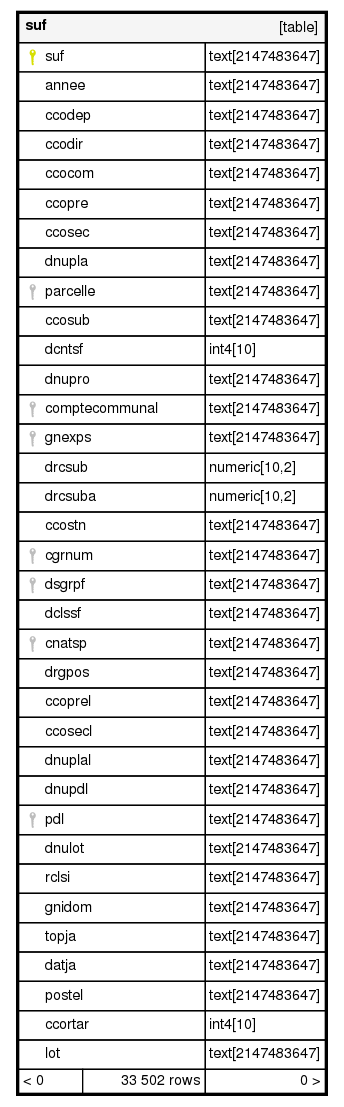 suf [table]
suf text[2147483647]
annee text[2147483647]
ccodep text[2147483647]
ccodir text[2147483647]
ccocom text[2147483647]
ccopre text[2147483647]
ccosec text[2147483647]
dnupla text[2147483647]
parcelle text[2147483647]
ccosub text[2147483647]
dcntsf int4[10]
dnupro text[2147483647]
comptecommunal text[2147483647]
gnexps text[2147483647]
drcsub numeric[10,2]
drcsuba numeric[10,2]
ccostn text[2147483647]
cgrnum text[2147483647]
dsgrpf text[2147483647]
dclssf text[2147483647]
cnatsp text[2147483647]
drgpos text[2147483647]
ccoprel text[2147483647]
ccosecl text[2147483647]
dnuplal text[2147483647]
dnupdl text[2147483647]
pdl text[2147483647]
dnulot text[2147483647]
rclsi text[2147483647]
gnidom text[2147483647]
topja text[2147483647]
datja text[2147483647]
postel text[2147483647]
ccortar int4[10]
lot text[2147483647]
< 0 33 502 rows 0 >